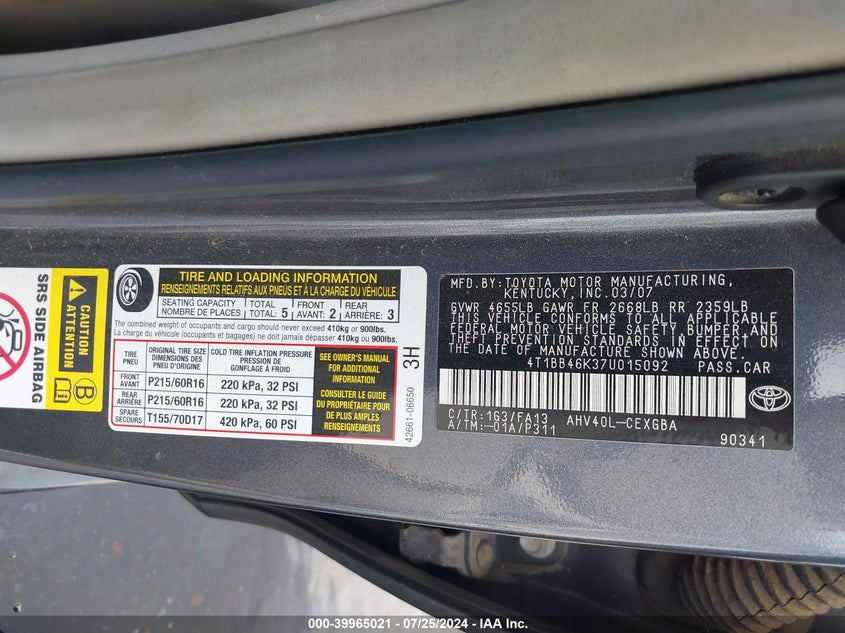 CAUTION
ATTENTION
SRS SIDE AIRBAG
TIRE AND LOADING INFORMATION
RENSEIGNEMENTS RELATIFS AUX PNEUS ET À LA CHARGE DU VÉHICULE
SEATING CAPACITY TOTAL FRONT REAR
NOMBRE DE PLACES TOTAL: 5 AVANT: 2 ARRIÈRE: 3
The combined weight of occupants and cargo should never exceed 410kg or 900lbs.
La charge du véhicule (occupants et bagages) ne doit jamais dépasser 410kg ou 900lbs.
TIRE PNEU ORIGINAL TIRE SIZE DIMENSIONS DES PNEUS D'ORIGINE COLD TIRE INFLATION PRESSURE PRESSION DE GONFLAGE À FROID
FRONT AVANT P215/60R16 220 kPa, 32 PSI
REAR ARRIÈRE P215/60R16 220 kPa, 32 PSI
SPARE SECOURS T155/70D17 420 kPa, 60 PSI
SEE OWNER'S MANUAL
FOR ADDITIONAL
INFORMATION
CONSULTER LE GUIDE
DU PROPRIÉTAIRE POUR
DE PLUS AMPLES
RENSEIGNEMENTS
3H
42661-06650
MFD.BY:TOYOTA MOTOR MANUFACTURING,
KENTUCKY,INC.03/07
GVWR 4655LB GAWR FR 2668LB RR 2359LB
THIS VEHICLE CONFORMS TO ALL APPLICABLE
FEDERAL MOTOR VEHICLE SAFETY,BUMPER,AND
THEFT PREVENTION STANDARDS IN EFFECT ON
THE DATE OF MANUFACTURE SHOWN ABOVE.
4T1BB46K37U015092 PASS.CAR
C/TR:1G3/FA13 AHV40L-CEXGBA
A/TM:-01A/P311
90341
TOYOTA
000-39965021 - 07/25/2024 - IAA Inc.